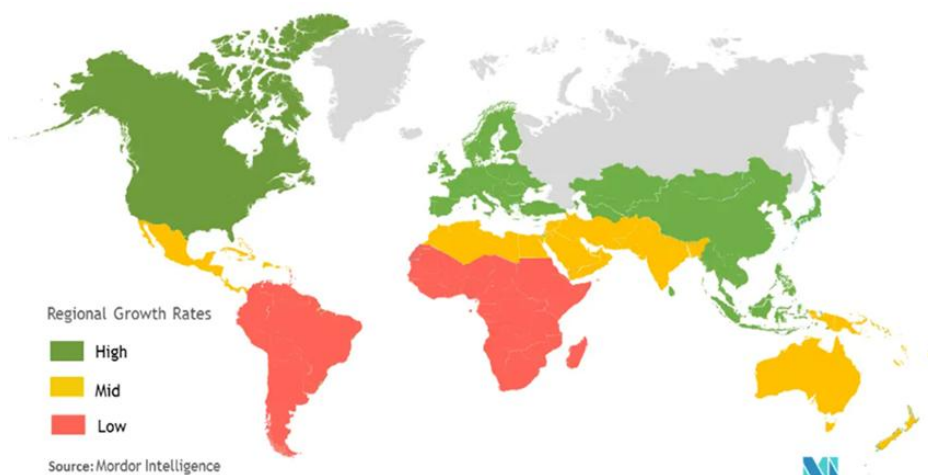 Regional Growth Rates
High
Mid
Low
Source: Mordor Intelligence